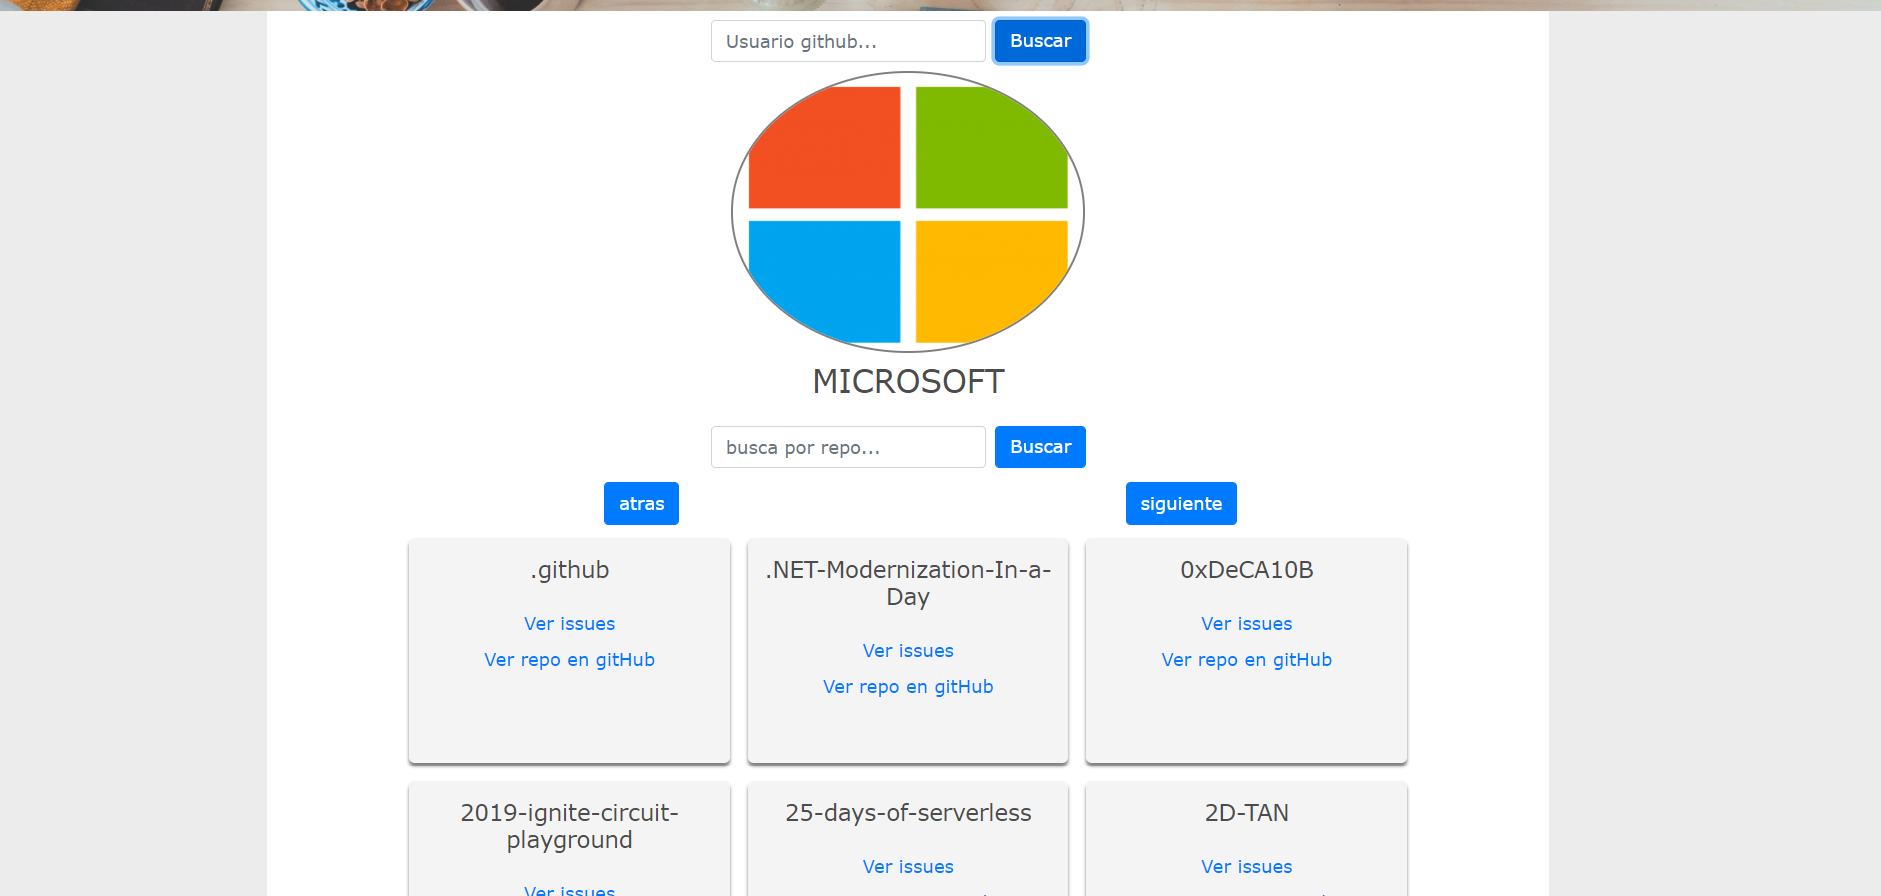 Usuario github...
Buscar
MICROSOFT
busca por repo...
Buscar
atras
siguiente
.github
Ver issues
Ver repo en gitHub
.NET-Modernization-In-a-
Day
Ver issues
Ver repo en gitHub
0xDeCA10B
Ver issues
Ver repo en gitHub
2019-ignite-circuit-
playground
Ver issues
25-days-of-serverless
Ver issues
2D-TAN
Ver issues